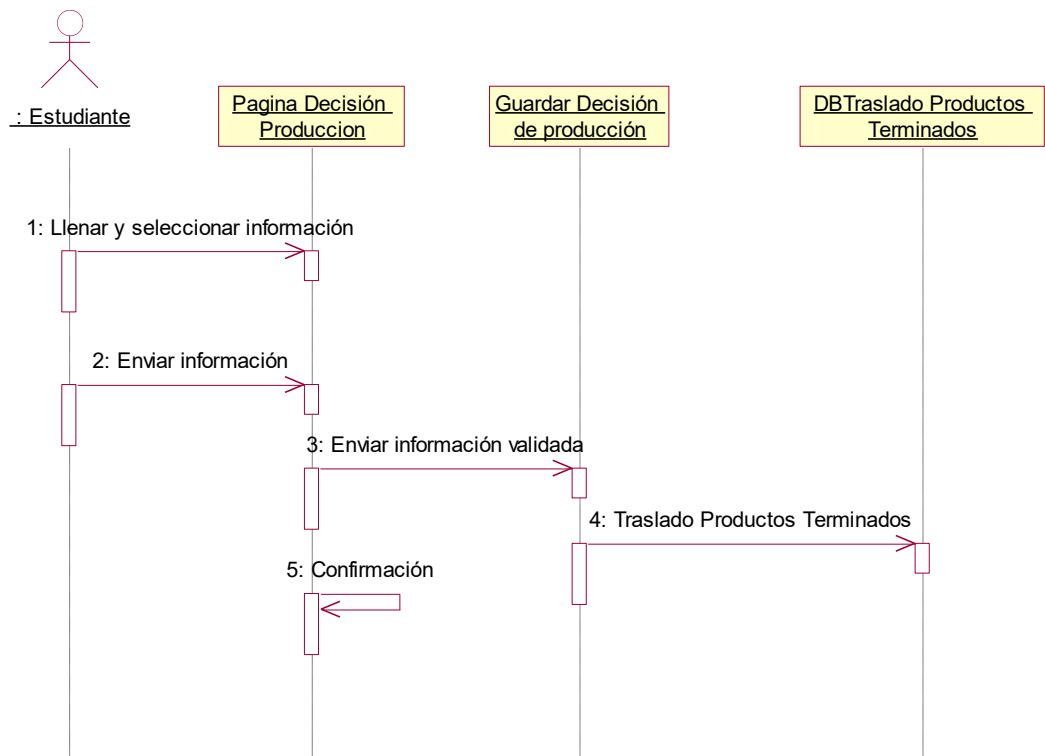 : Estudiante
Pagina Decisión
Produccion
Guardar Decisión
de producción
DBTraslado Productos
Terminados
1: Llenar y seleccionar información
2: Enviar información
3: Enviar información validada
4: Traslado Productos Terminados
5: Confirmación